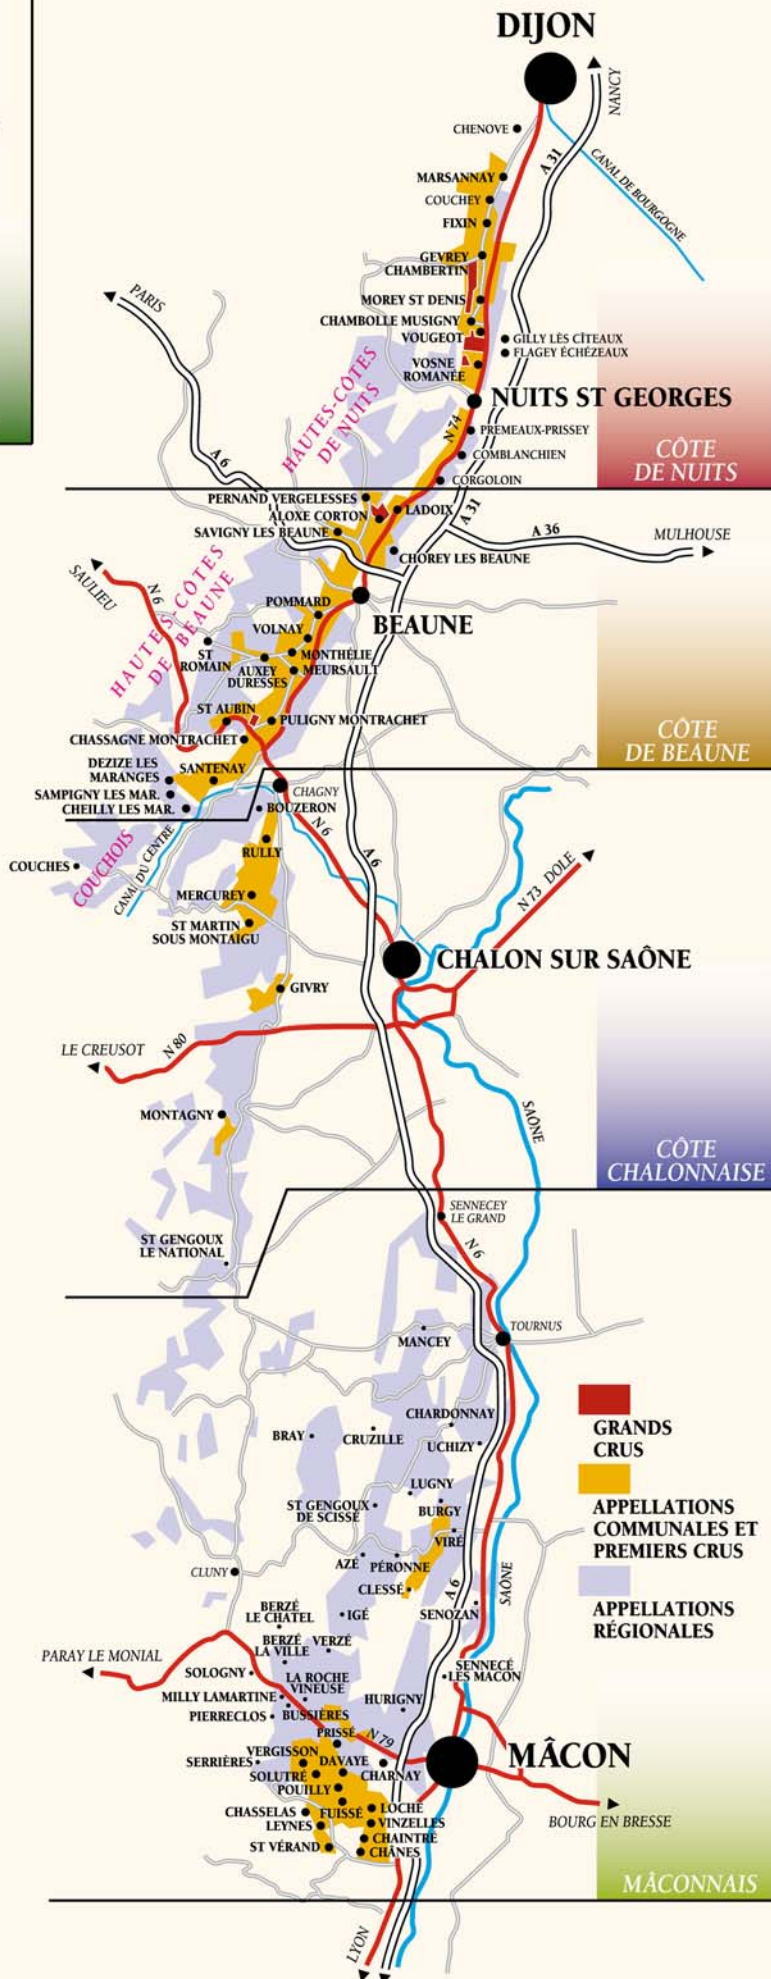 DIJON
NANCY
CHENOVE
A 31
CANAL DE BOURGOGNE
MARSANNAY
COUCHEY
FIXIN
GEVREY
CHAMBERTIN
PARIS
MOREY ST DENIS
CHAMBOLLE MUSIGNY
VOUGEOT
GILLY LÈS CÎTEAUX
FLAGEY ÉCHÉZEAUX
VOSNE
ROMANÉE
HAUTES-CÔTES
DE NUITS
NUITS ST GEORGES
N 74
PREMEAUX-PRISSEY
COMBLANCHIEN
CORGOLOIN
CÔTE
DE NUITS
A 6
PERNAND VERGELESSES
ALOXE CORTON
LADOIX
SAVIGNY LES BEAUNE
A 31
A 36
MULHOUSE
CHOREY LES BEAUNE
SAULIEU
N 6
HAUTES-CÔTES
DE BEAUNE
POMMARD
BEAUNE
VOLNAY
ST
ROMAIN
MONTHÉLIE
AUXEY
DURESSES
MEURSAULT
ST AUBIN
PULIGNY MONTRACHET
CHASSAGNE MONTRACHET
CÔTE
DE BEAUNE
DEZIZE LES
MARANGES
SANTENAY
SAMPIGNY LES MAR.
CHEILLY LES MAR.
CHAGNY
BOUZERON
N 6
COUCHOIS
CANAL DU CENTRE
RULLY
A 6
COUCHES
MERCUREY
N 73 DOLE
ST MARTIN
SOUS MONTAIGU
CHALON SUR SAÔNE
GIVRY
LE CREUSOT
N 80
MONTAGNY
SAÔNE
CÔTE
CHALONNAISE
SENNECEY
LE GRAND
N 6
ST GENGOUX
LE NATIONAL
MANCEY
TOURNUS
CHARDONNAY
BRAY
CRUZILLE
UCHIZY
GRANDS
CRUS
LUGNY
ST GENGOUX
DE SCISSÉ
BURGY
VIRÉ
APPELLATIONS
COMMUNALES ET
PREMIERS CRUS
AZÉ
PÉRONNE
CLUNY
CLESSÉ
A 6
SAÔNE
BERZÉ
LE CHATEL
IGÉ
SENOZAN
APPELLATIONS
RÉGIONALES
BERZÉ
LA VILLE
VERZÉ
PARAY LE MONIAL
SOLOGNY
LA ROCHE
VINEUSE
SENNECÉ
LES MACON
MILLY LAMARTINE
HURIGNY
PIERRECLOS
BUSSIÈRES
PRISSÉ
N 79
MÂCON
VERGISSON
SERRIÈRES
DAVAYE
SOLUTRÉ
CHARNAY
POUILLY
CHASSELAS
FUISSÉ
LOCHÉ
LEYNES
VINZELLES
BOURG EN BRESSE
CHAINTRÉ
ST VÉRAND
CHÂNES
MÂCONNAIS
LYON